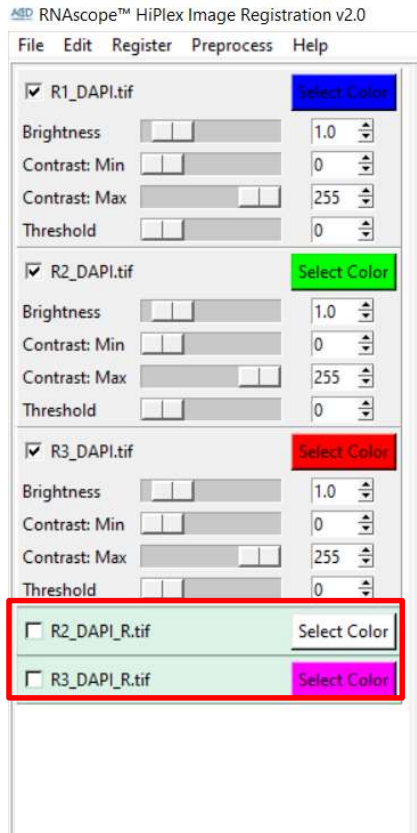 ACD RNAscope™ HiPlex Image Registration v2.0
File Edit Register Preprocess Help
R1_DAPI.tif Select Color
Brightness 1.0
Contrast: Min 0
Contrast: Max 255
Threshold 0
R2_DAPI.tif Select Color
Brightness 1.0
Contrast: Min 0
Contrast: Max 255
Threshold 0
R3_DAPI.tif Select Color
Brightness 1.0
Contrast: Min 0
Contrast: Max 255
Threshold 0
R2_DAPI_R.tif Select Color
R3_DAPI_R.tif Select Color